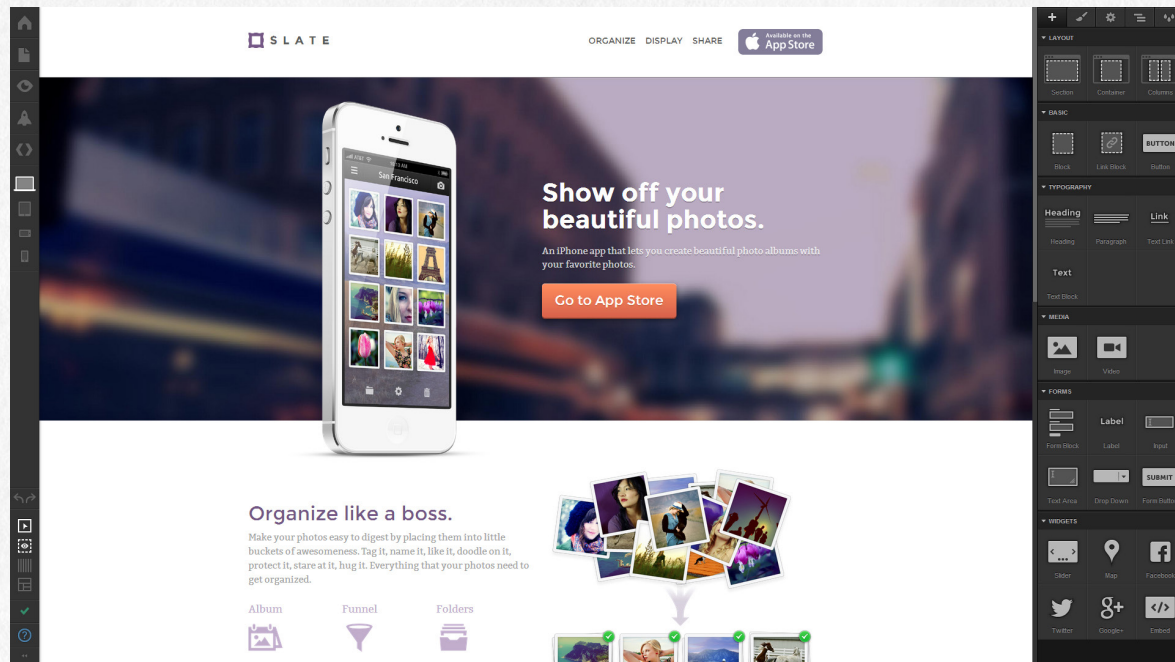 SLATE
ORGANIZE DISPLAY SHARE
Available on the
App Store
San Francisco
Show off your
beautiful photos.
An iPhone app that lets you create beautiful photo albums with
your favorite photos.
Go to App Store
Organize like a boss.
Make your photos easy to digest by placing them into little
buckets of awesomeness. Tag it, name it, like it, doodle on it,
protect it, stare at it, hug it. Everything that your photos need to
get organized.
Album Funnel Folders
LAYOUT
Section Container Columns
BASIC
BUTTON
Block Link Block Button
TYPOGRAPHY
Heading Link
Heading Paragraph Text Link
Text
Text Block
MEDIA
Image Video
FORMS
Label
Form Block Label Input
SUBMIT
Text Area Drop Down Form Button
WIDGETS
Slider Map Facebook
Twitter Google+ Embed